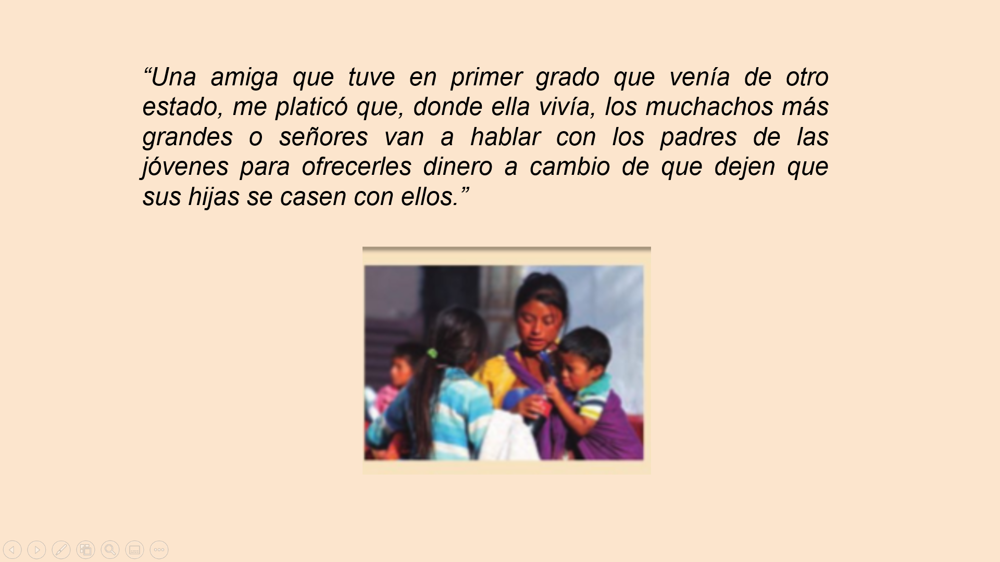 “Una amiga que tuve en primer grado que venía de otro
estado, me platicó que, donde ella vivía, los muchachos más
grandes o señores van a hablar con los padres de las
jóvenes para ofrecerles dinero a cambio de que dejen que
sus hijas se casen con ellos.”